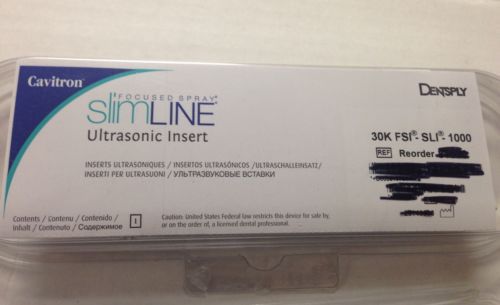 Cavitron®
FOCUSED SPRAY®
slimLINE
Ultrasonic Insert
DENTSPLY
30K FSI®- SLI®- 1000
REF Reorder
INSERTS ULTRASONIQUES / INSERTOS ULTRASÓNICOS /ULTRASCHALLEINSATZ/
INSERTI PER ULTRASUONI / УЛЬТРАЗВУКОВЫЕ ВСТАВКИ
Contents / Contenu / Contenido /
Inhalt / Contenuto / Содержимое
1
Caution: United States Federal law restricts this device for sale by,
or on the order of, a licensed dental professional.